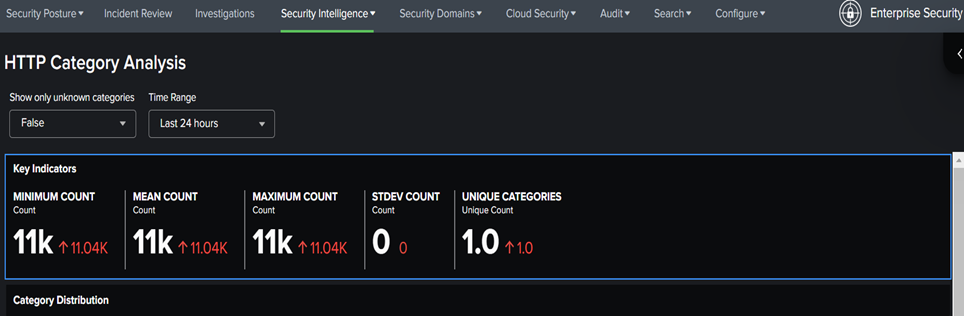 Security Posture Incident Review Investigations Security Intelligence Security Domains Cloud Security Audit Search Configure Enterprise Security
HTTP Category Analysis
Show only unknown categories Time Range
False Last 24 hours
Key Indicators
MINIMUM COUNT MEAN COUNT MAXIMUM COUNT STDEV COUNT UNIQUE CATEGORIES
Count Count Count Count Unique Count
11k ↑ 11.04K 11k ↑ 11.04K 11k ↑ 11.04K 0 0 1.0 ↑ 1.0
Category Distribution